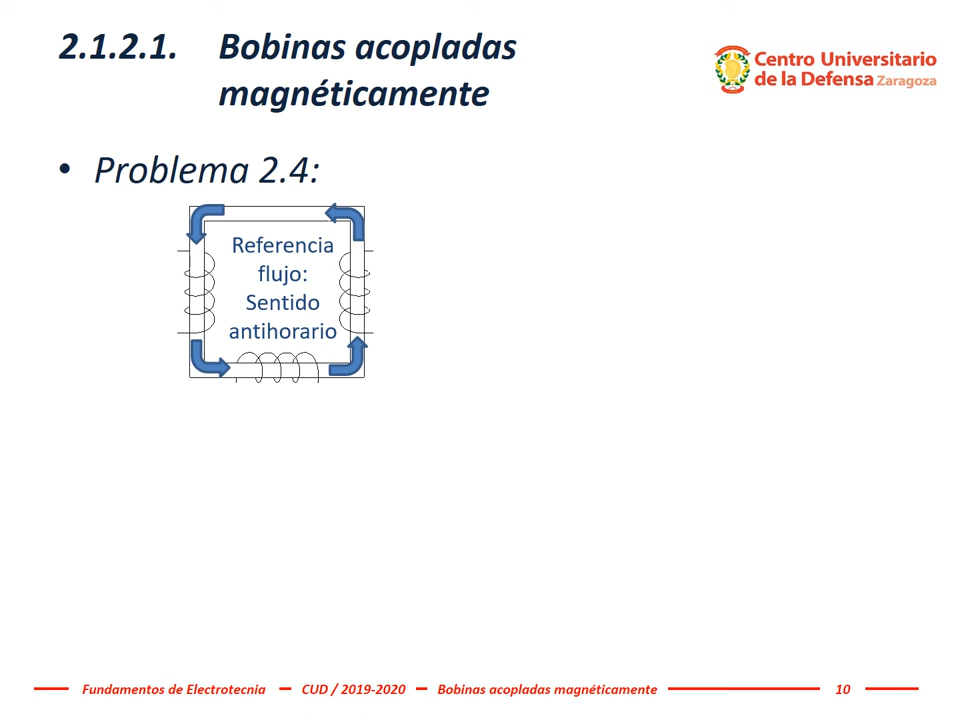 2.1.2.1. Bobinas acopladas
magnéticamente
Centro Universitario
de la Defensa Zaragoza
• Problema 2.4:
Referencia
flujo:
Sentido
antihorario
Fundamentos de Electrotecnia – CUD / 2019-2020 – Bobinas acopladas magnéticamente 10